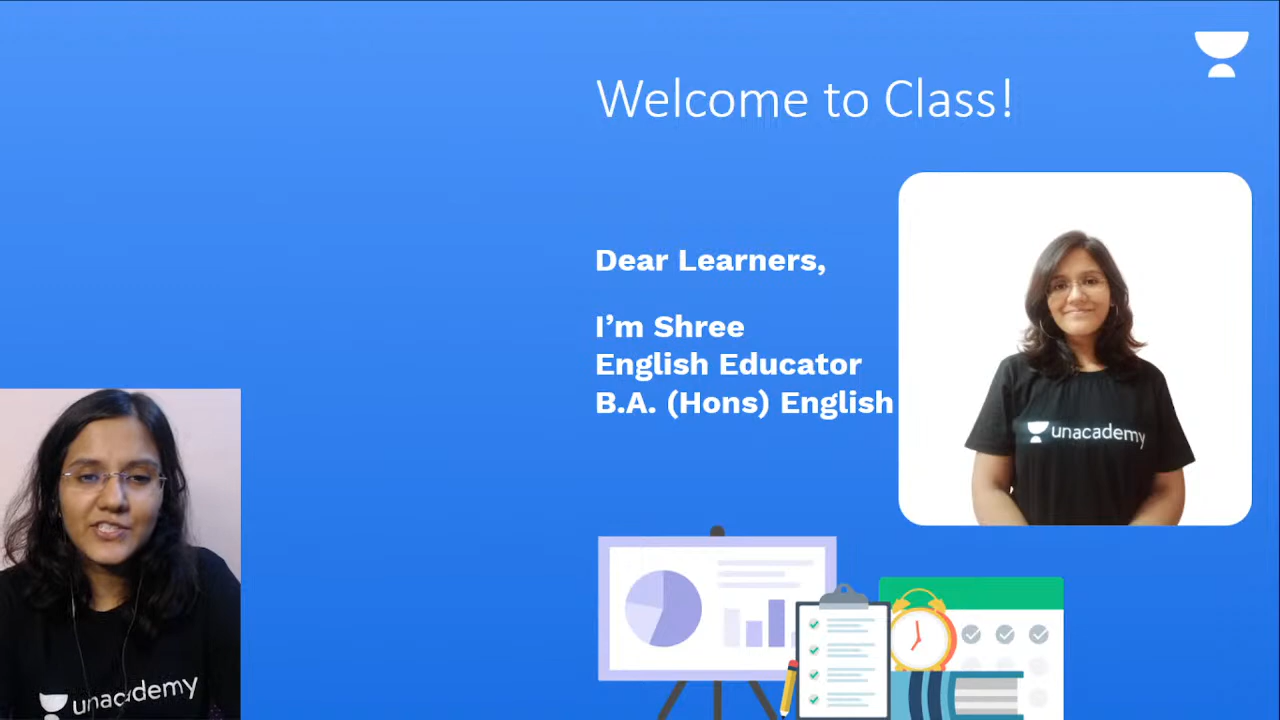 Welcome to Class!
Dear Learners,
I’m Shree
English Educator
B.A. (Hons) English
unacademy
unacademy